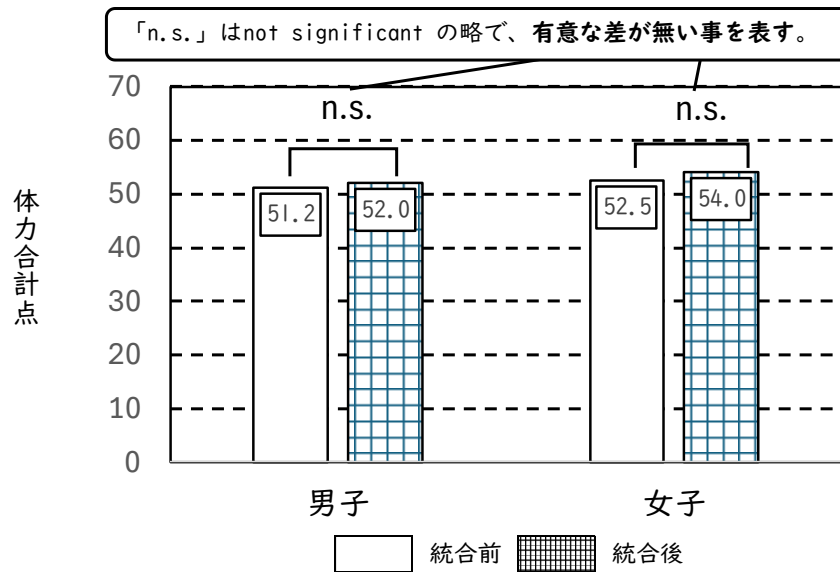 「n.s.」はnot significant の略で、有意な差が無い事を表す。
70
60
50
40
30
20
10
0
体力合計点
n.s.
n.s.
51.2
52.0
52.5
54.0
男子
女子
統合前
統合後